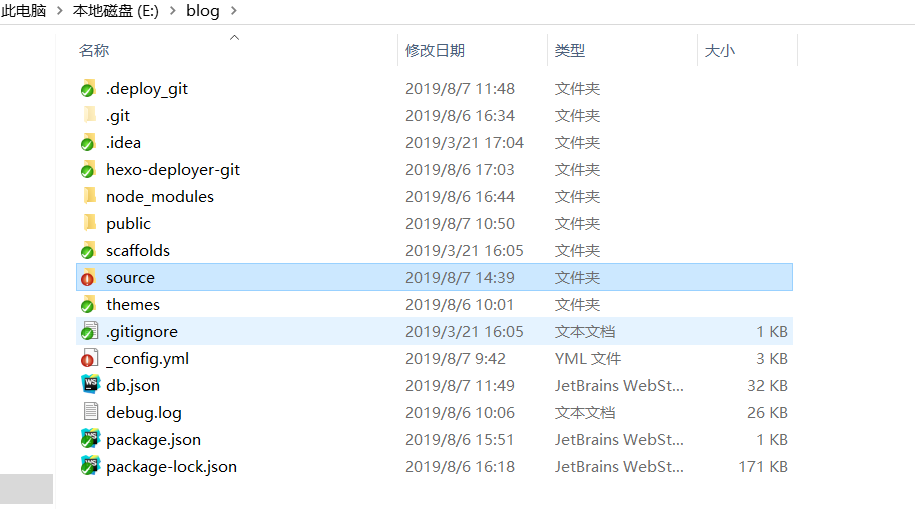 此电脑 > 本地磁盘 (E:) > blog >
名称 修改日期 类型 大小
.deploy_git 2019/8/7 11:48 文件夹
.git 2019/8/6 16:34 文件夹
.idea 2019/3/21 17:04 文件夹
hexo-deployer-git 2019/8/6 17:03 文件夹
node_modules 2019/8/6 16:44 文件夹
public 2019/8/7 10:50 文件夹
scaffolds 2019/3/21 16:05 文件夹
source 2019/8/7 14:39 文件夹
themes 2019/8/6 10:01 文件夹
.gitignore 2019/3/21 16:05 文本文档 1 KB
_config.yml 2019/8/7 9:42 YML 文件 3 KB
db.json 2019/8/7 11:49 JetBrains WebSt... 32 KB
debug.log 2019/8/6 10:06 文本文档 26 KB
package.json 2019/8/6 15:51 JetBrains WebSt... 1 KB
package-lock.json 2019/8/6 16:18 JetBrains WebSt... 171 KB